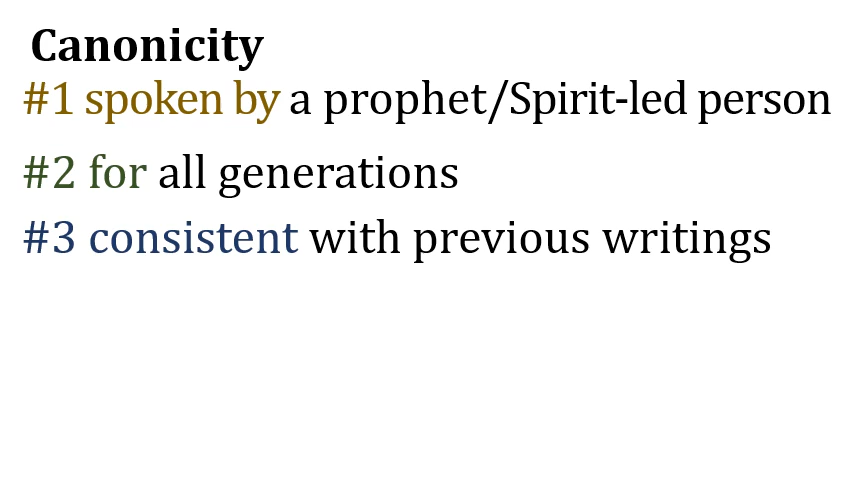 Canonicity
#1 spoken by a prophet/Spirit-led person
#2 for all generations
#3 consistent with previous writings